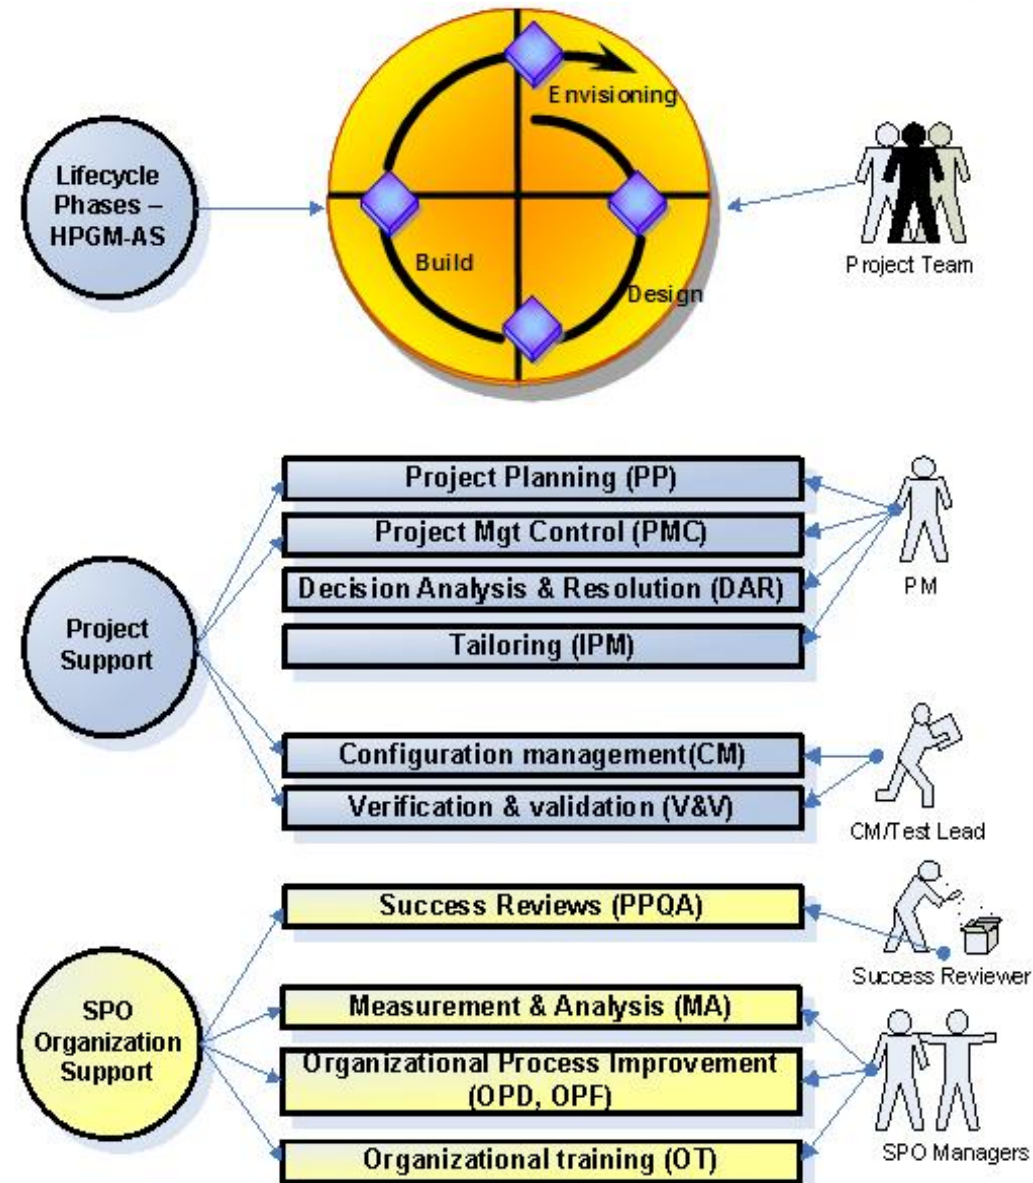 Envisioning
Lifecycle
Phases –
HPGM-AS
Build
Design
Project Team
Project Planning (PP)
Project Mgt Control (PMC)
Decision Analysis & Resolution (DAR)
Tailoring (IPM)
PM
Project
Support
Configuration management(CM)
Verification & validation (V&V)
CM/Test Lead
Success Reviews (PPQA)
Success Reviewer
SPO
Organization
Support
Measurement & Analysis (MA)
Organizational Process Improvement
(OPD, OPF)
Organizational training (OT)
SPO Managers